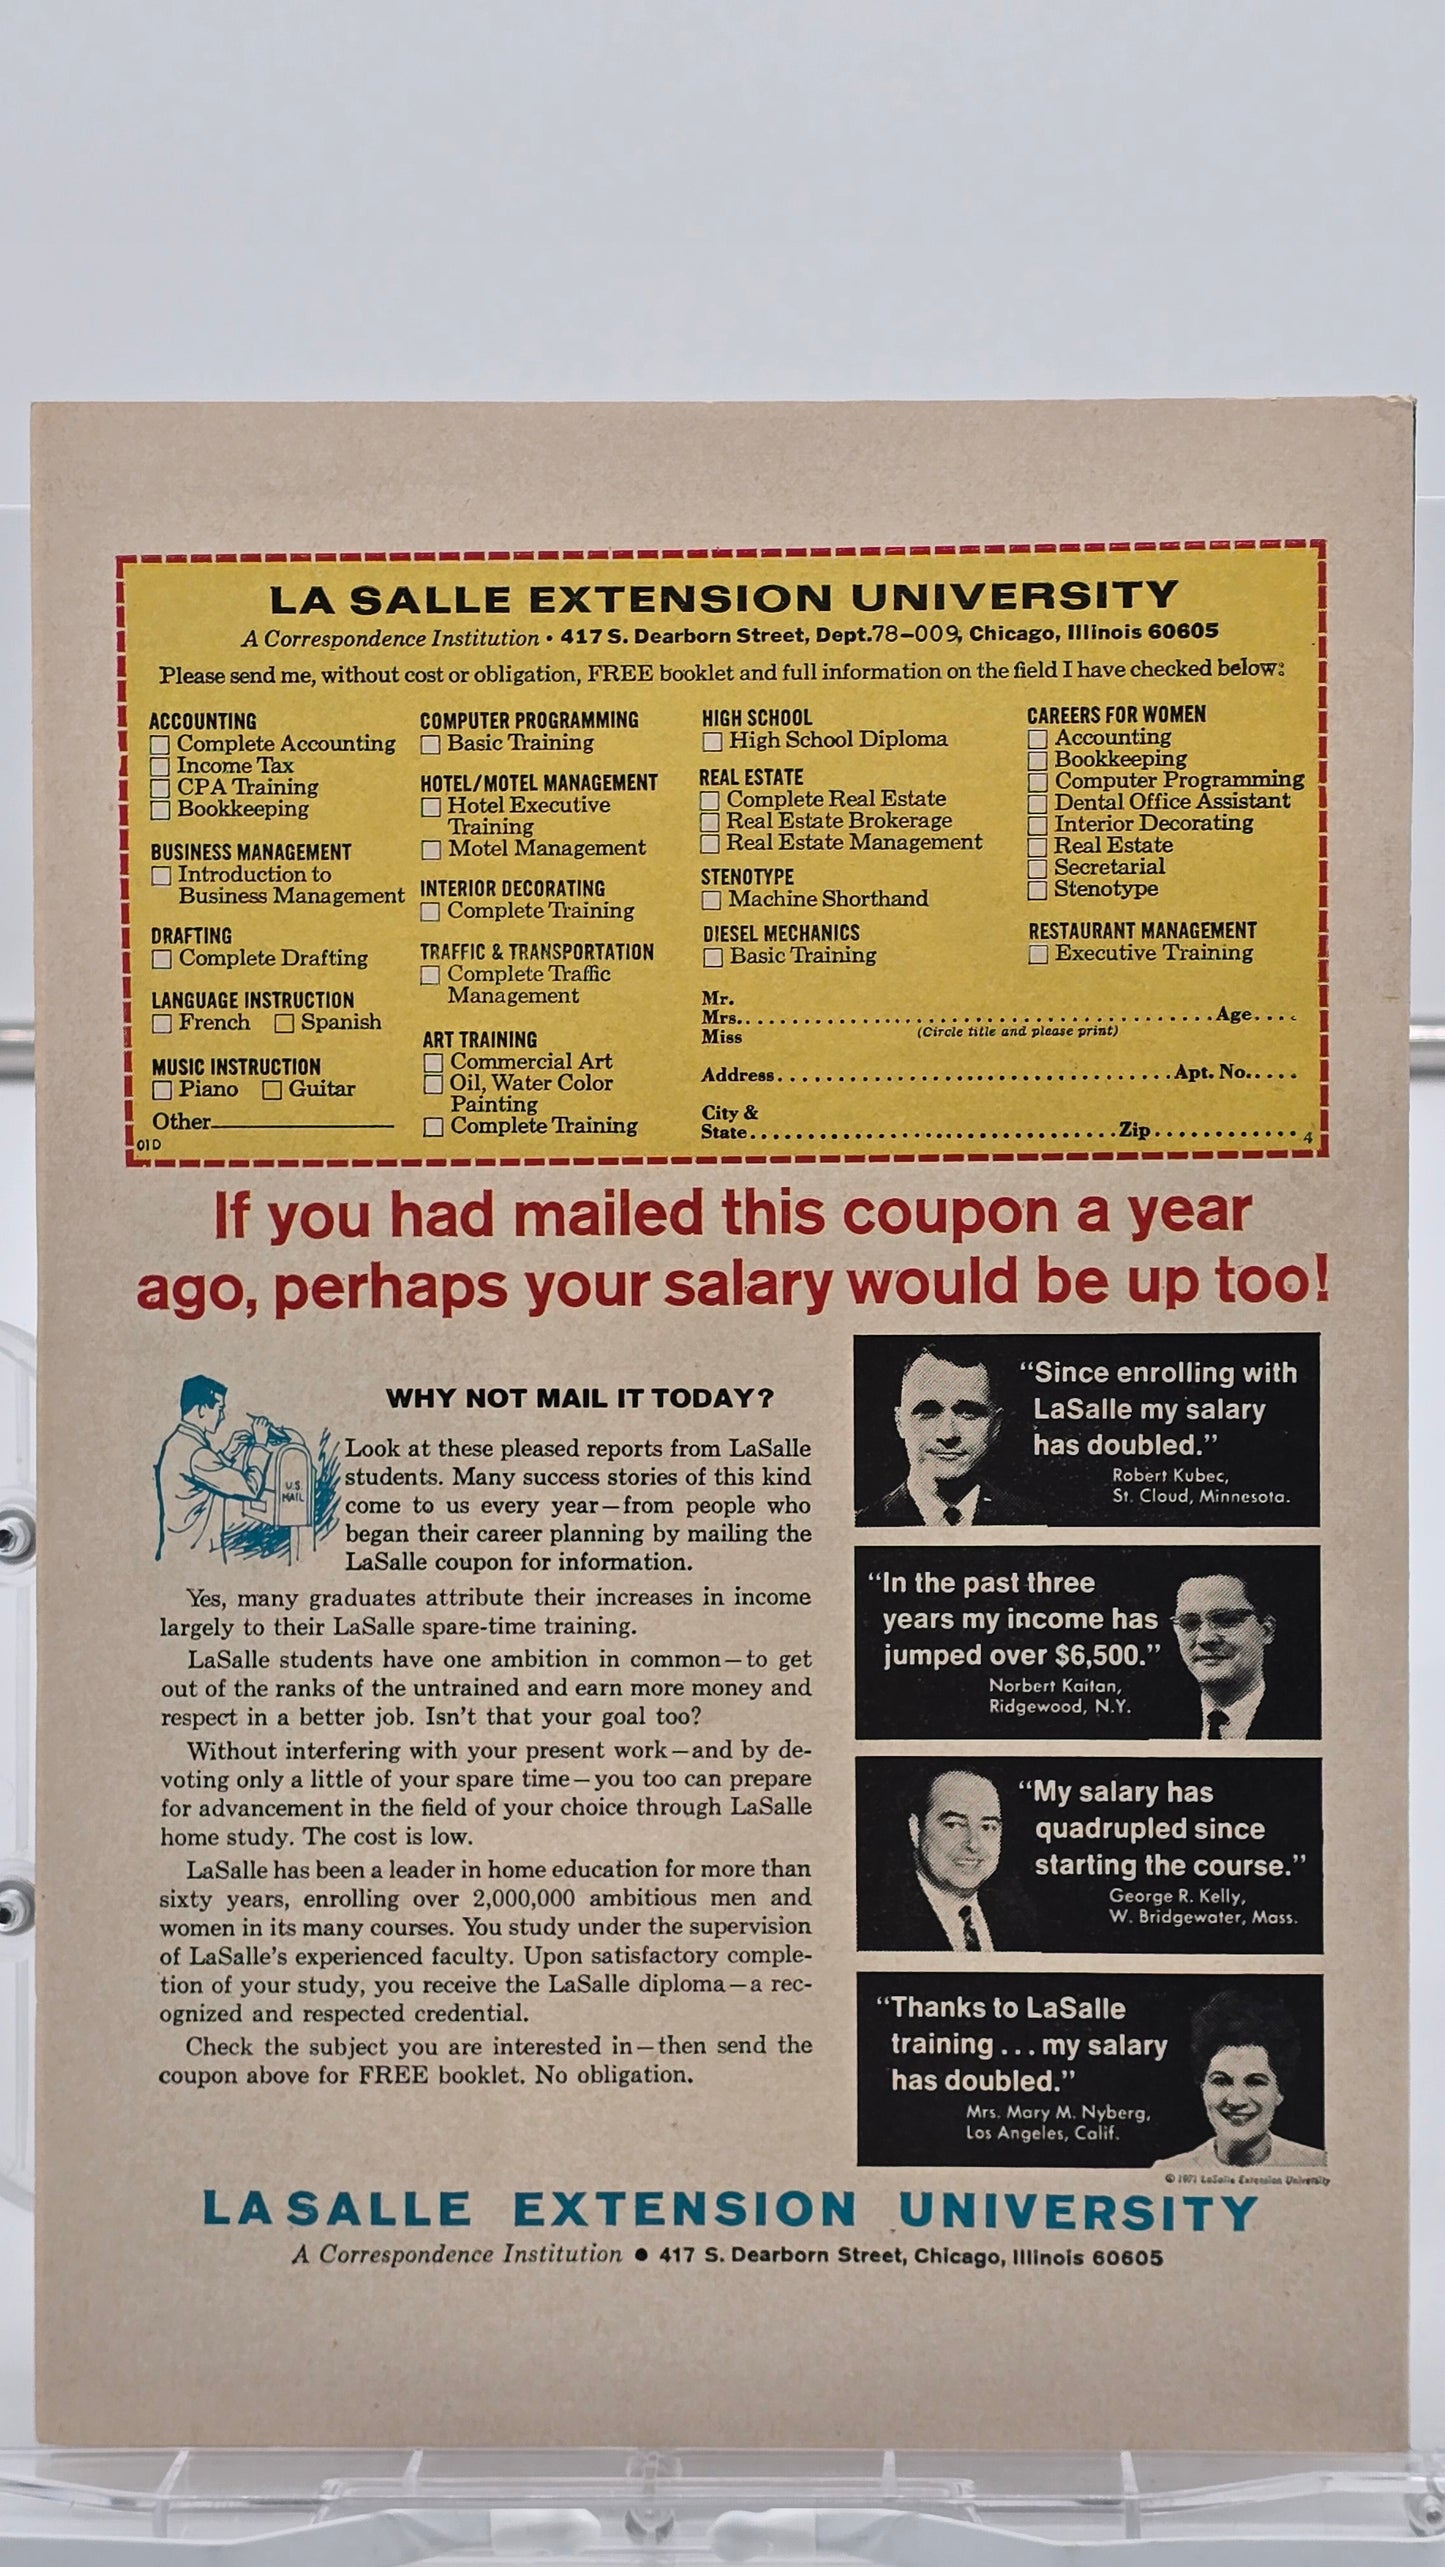 LA SALLE EXTENSION UNIVERSITY
A Correspondence Institution • 417 S. Dearborn Street, Dept. 78-009, Chicago, Illinois 60605
Please send me, without cost or obligation, FREE booklet and full information on the field I have checked below:
ACCOUNTING
Complete Accounting
Income Tax
CPA Training
Bookkeeping
BUSINESS MANAGEMENT
Introduction to
Business Management
DRAFTING
Complete Drafting
LANGUAGE INSTRUCTION
French Spanish
MUSIC INSTRUCTION
Piano Guitar
Other
01D
COMPUTER PROGRAMMING
Basic Training
HOTEL/MOTEL MANAGEMENT
Hotel Executive
Training
Motel Management
INTERIOR DECORATING
Complete Training
TRAFFIC & TRANSPORTATION
Complete Traffic
Management
ART TRAINING
Commercial Art
Oil, Water Color
Painting
Complete Training
HIGH SCHOOL
High School Diploma
REAL ESTATE
Complete Real Estate
Real Estate Brokerage
Real Estate Management
STENOTYPE
Machine Shorthand
DIESEL MECHANICS
Basic Training
CAREERS FOR WOMEN
Accounting
Bookkeeping
Computer Programming
Dental Office Assistant
Interior Decorating
Real Estate
Secretarial
Stenotype
RESTAURANT MANAGEMENT
Executive Training
Mr.
Mrs. Age
Miss (Circle title and please print)
Address Apt. No.
City &
State Zip 4
If you had mailed this coupon a year
ago, perhaps your salary would be up too!
WHY NOT MAIL IT TODAY?
U.S.
MAIL
Look at these pleased reports from LaSalle
students. Many success stories of this kind
come to us every year—from people who
began their career planning by mailing the
LaSalle coupon for information.
Yes, many graduates attribute their increases in income
largely to their LaSalle spare-time training.
LaSalle students have one ambition in common—to get
out of the ranks of the untrained and earn more money and
respect in a better job. Isn't that your goal too?
Without interfering with your present work—and by de-
voting only a little of your spare time—you too can prepare
for advancement in the field of your choice through LaSalle
home study. The cost is low.
LaSalle has been a leader in home education for more than
sixty years, enrolling over 2,000,000 ambitious men and
women in its many courses. You study under the supervision
of LaSalle's experienced faculty. Upon satisfactory comple-
tion of your study, you receive the LaSalle diploma—a rec-
ognized and respected credential.
Check the subject you are interested in—then send the
coupon above for FREE booklet. No obligation.
"Since enrolling with
LaSalle my salary
has doubled."
Robert Kubec,
St. Cloud, Minnesota.
"In the past three
years my income has
jumped over $6,500."
Norbert Kaitan,
Ridgewood, N.Y.
"My salary has
quadrupled since
starting the course."
George R. Kelly,
W. Bridgewater, Mass.
"Thanks to LaSalle
training...my salary
has doubled."
Mrs. Mary M. Nyberg,
Los Angeles, Calif.
© 1971 LaSalle Extension University
LASALLE EXTENSION UNIVERSITY
A Correspondence Institution • 417 S. Dearborn Street, Chicago, Illinois 60605